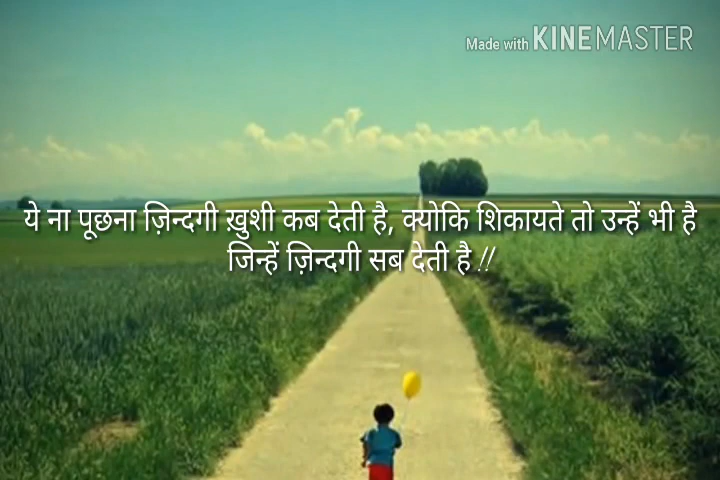 Made with KINEMASTER
ये ना पूछना ज़िन्दगी ख़ुशी कब देती है, क्योकि शिकायते तो उन्हें भी है
जिन्हें ज़िन्दगी सब देती है !!